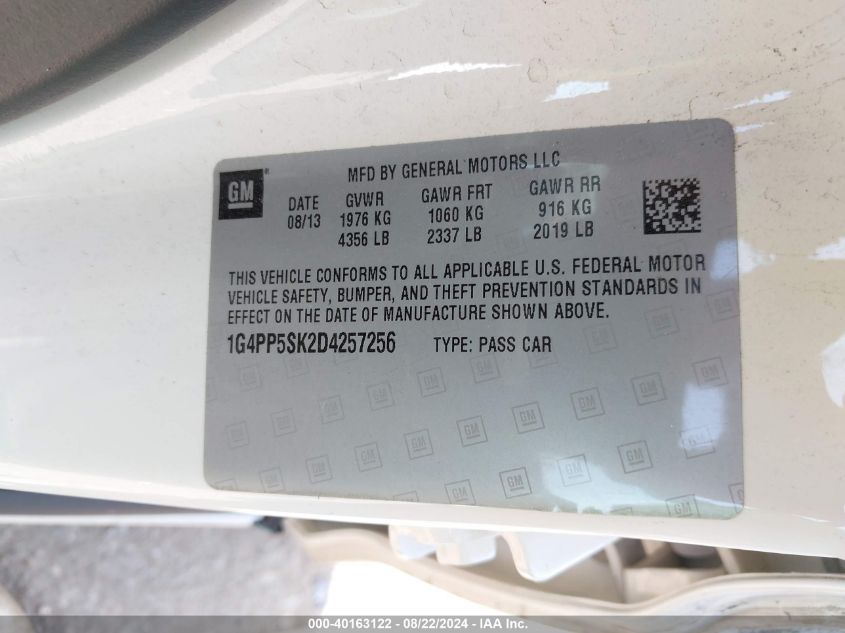 MFD BY GENERAL MOTORS LLC
GM
DATE GVWR GAWR FRT GAWR RR
08/13 1976 KG 1060 KG 916 KG
4356 LB 2337 LB 2019 LB
THIS VEHICLE CONFORMS TO ALL APPLICABLE U.S. FEDERAL MOTOR
VEHICLE SAFETY, BUMPER, AND THEFT PREVENTION STANDARDS IN
EFFECT ON THE DATE OF MANUFACTURE SHOWN ABOVE.
1G4PP5SK2D4257256 TYPE: PASS CAR
000-40163122 - 08/22/2024 - IAA Inc.